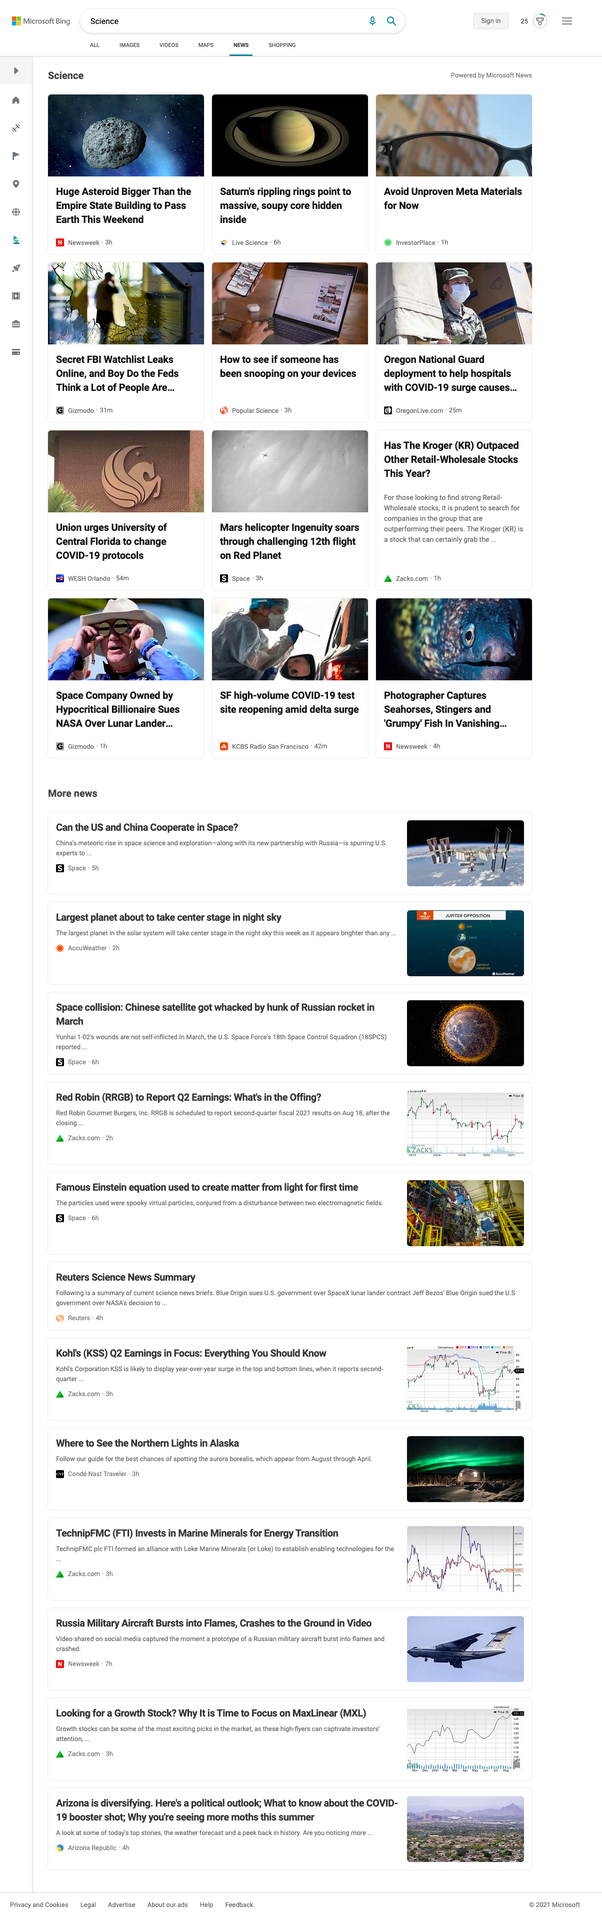 Microsoft Bing
Science
Sign in
25
ALL
IMAGES
VIDEOS
MAPS
NEWS
SHOPPING
Science
Powered by Microsoft News
Huge Asteroid Bigger Than the
Empire State Building to Pass
Earth This Weekend
Newsweek · 3h
Saturn's rippling rings point to
massive, soupy core hidden
inside
Live Science · 6h
Avoid Unproven Meta Materials
for Now
InvestorPlace · 1h
Secret FBI Watchlist Leaks
Online, and Boy Do the Feds
Think a Lot of People Are...
Gizmodo · 31m
How to see if someone has
been snooping on your devices
Popular Science · 3h
Oregon National Guard
deployment to help hospitals
with COVID-19 surge causes...
OregonLive.com · 25m
Union urges University of
Central Florida to change
COVID-19 protocols
WESH Orlando · 54m
Mars helicopter Ingenuity soars
through challenging 12th flight
on Red Planet
Space · 3h
Has The Kroger (KR) Outpaced
Other Retail-Wholesale Stocks
This Year?
For those looking to find strong Retail-
Wholesale stocks, it is prudent to search for
companies in the group that are
outperforming their peers. The Kroger (KR) is
a stock that can certainly grab the ...
Zacks.com · 1h
Space Company Owned by
Hypocritical Billionaire Sues
NASA Over Lunar Lander...
Gizmodo · 1h
SF high-volume COVID-19 test
site reopening amid delta surge
KCBS Radio San Francisco · 42m
Photographer Captures
Seahorses, Stingers and
'Grumpy' Fish In Vanishing...
Newsweek · 4h
More news
Can the US and China Cooperate in Space?
China's meteoric rise in space science and exploration—along with its new partnership with Russia—is spurring U.S.
experts to ...
Space · 5h
Largest planet about to take center stage in night sky
The largest planet in the solar system will take center stage in the night sky this week as it appears brighter than any ...
AccuWeather · 2h
JUPITER OPPOSITION
AccuWeather
Space collision: Chinese satellite got whacked by hunk of Russian rocket in
March
Yunhai 1-02's wounds are not self-inflicted.In March, the U.S. Space Force's 18th Space Control Squadron (18SPCS)
reported ...
Space · 6h
Red Robin (RRGB) to Report Q2 Earnings: What's in the Offing?
Red Robin Gourmet Burgers, Inc. RRGB is scheduled to report second-quarter fiscal 2021 results on Aug 18, after the
closing ...
Zacks.com · 2h
ZACKS
Famous Einstein equation used to create matter from light for first time
The particles used were spooky virtual particles, conjured from a disturbance between two electromagnetic fields.
Space · 6h
Reuters Science News Summary
Following is a summary of current science news briefs. Blue Origin sues U.S. government over SpaceX lunar lander contract Jeff Bezos' Blue Origin sued the U.S
government over NASA's decision to ...
Reuters · 4h
Kohl's (KSS) Q2 Earnings in Focus: Everything You Should Know
Kohl's Corporation KSS is likely to display year-over-year surge in the top and bottom lines, when it reports second-
quarter ...
Zacks.com · 3h
Where to See the Northern Lights in Alaska
Follow our guide for the best chances of spotting the aurora borealis, which appear from August through April.
Condé Nast Traveler · 3h
TechnipFMC (FTI) Invests in Marine Minerals for Energy Transition
TechnipFMC plc FTI formed an alliance with Loke Marine Minerals (or Loke) to establish enabling technologies for the
...
Zacks.com · 3h
Russia Military Aircraft Bursts into Flames, Crashes to the Ground in Video
Video shared on social media captured the moment a prototype of a Russian military aircraft burst into flames and
crashed.
Newsweek · 7h
Looking for a Growth Stock? Why It is Time to Focus on MaxLinear (MXL)
Growth stocks can be some of the most exciting picks in the market, as these high-flyers can captivate investors'
attention, ...
Zacks.com · 3h
Arizona is diversifying. Here's a political outlook; What to know about the COVID-
19 booster shot; Why you're seeing more moths this summer
A look at some of today's top stories, the weather forecast and a peek back in history. Are you noticing more ...
Arizona Republic · 4h
Privacy and Cookies
Legal
Advertise
About our ads
Help
Feedback
© 2021 Microsoft